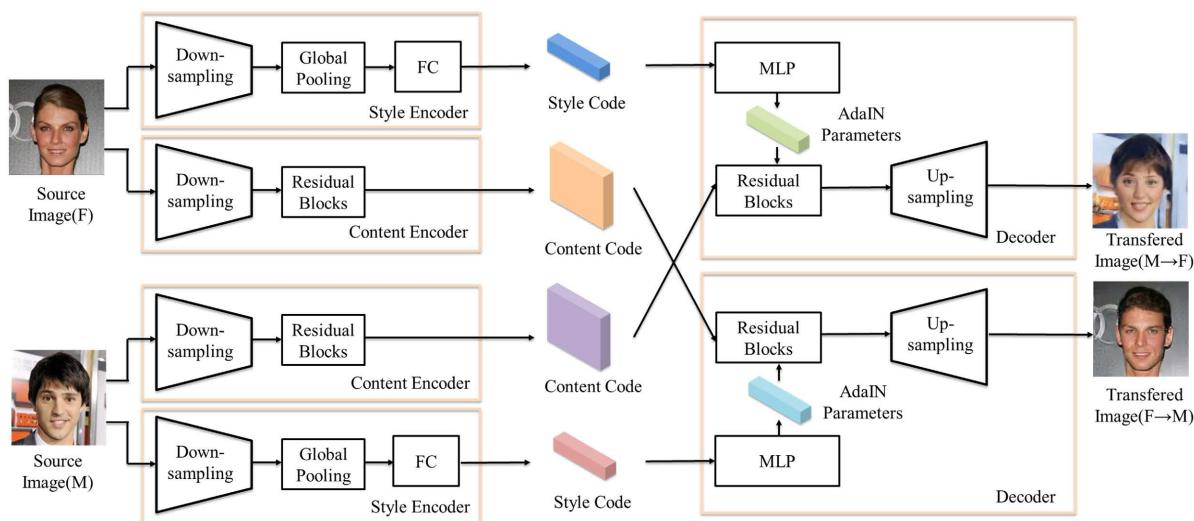 Down-
sampling
Global
Pooling
FC
Style Encoder
Style Code
MLP
AdaIN
Parameters
Source
Image(F)
Down-
sampling
Residual
Blocks
Content Encoder
Content Code
Residual
Blocks
Up-
sampling
Decoder
Transfered
Image(M→F)
Down-
sampling
Residual
Blocks
Content Encoder
Content Code
Residual
Blocks
Up-
sampling
AdaIN
Parameters
Transfered
Image(F→M)
Source
Image(M)
Down-
sampling
Global
Pooling
FC
Style Encoder
Style Code
MLP
Decoder